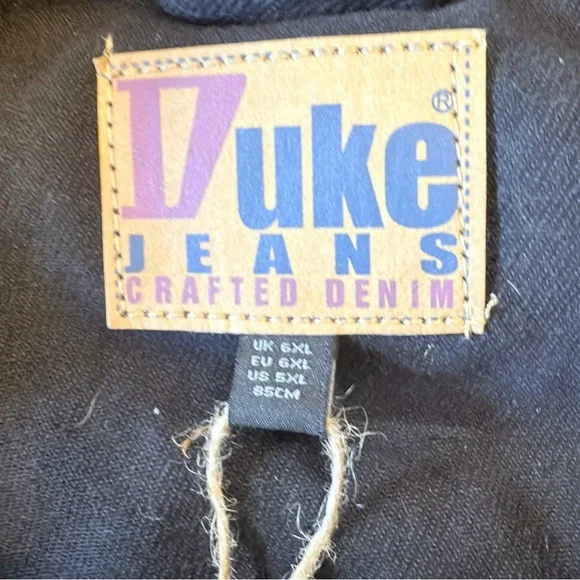 Duke®
JEANS
CRAFTED DENIM
UK 6XL
EU 6XL
US 5XL
85CM